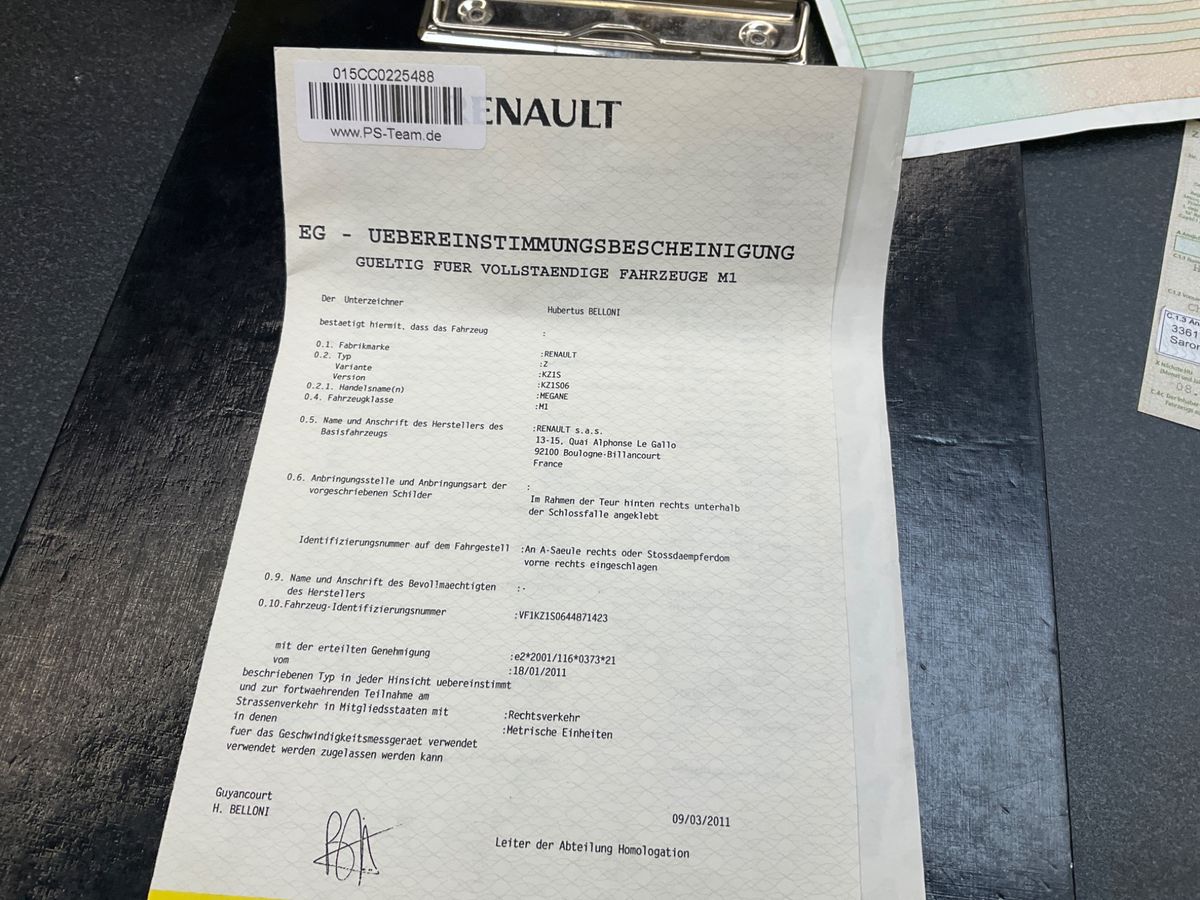 015CC0225488
www.PS-Team.de
RENAULT
EG - UEBEREINSTIMMUNGSBESCHEINIGUNG
GUELTIG FUER VOLLSTAENDIGE FAHRZEUGE M1
Der Unterzeichner Hubertus BELLONI
bestaetigt hiermit, dass das Fahrzeug :
0.1. Fabrikmarke :RENAULT
0.2. Typ :Z
Variante :KZ1S
Version :KZ1S06
0.2.1. Handelsname(n) :MEGANE
0.4. Fahrzeugklasse :M1
0.5. Name und Anschrift des Herstellers des :RENAULT s.a.s.
Basisfahrzeugs 13-15, Quai Alphonse Le Gallo
92100 Boulogne-Billancourt
France
0.6. Anbringungsstelle und Anbringungsart der :
vorgeschriebenen Schilder Im Rahmen der Teur hinten rechts unterhalb
der Schlossfalle angeklebt
Identifizierungsnummer auf dem Fahrgestell :An A-Saeule rechts oder Stossdaempferdom
vorne rechts eingeschlagen
0.9. Name und Anschrift des Bevollmaechtigten :-
des Herstellers
0.10.Fahrzeug-Identifizierungsnummer :VF1KZ1S0644871423
mit der erteilten Genehmigung :e2*2001/116*0373*21
vom :18/01/2011
beschriebenen Typ in jeder Hinsicht uebereinstimmt
und zur fortwaehrenden Teilnahme am
Strassenverkehr in Mitgliedsstaaten mit :Rechtsverkehr
in denen :Metrische Einheiten
fuer das Geschwindigkeitsmessgeraet verwendet
verwendet werden zugelassen werden kann
Guyancourt
H. BELLONI
09/03/2011
Leiter der Abteilung Homologation
C.1.3 An
3361
Saror